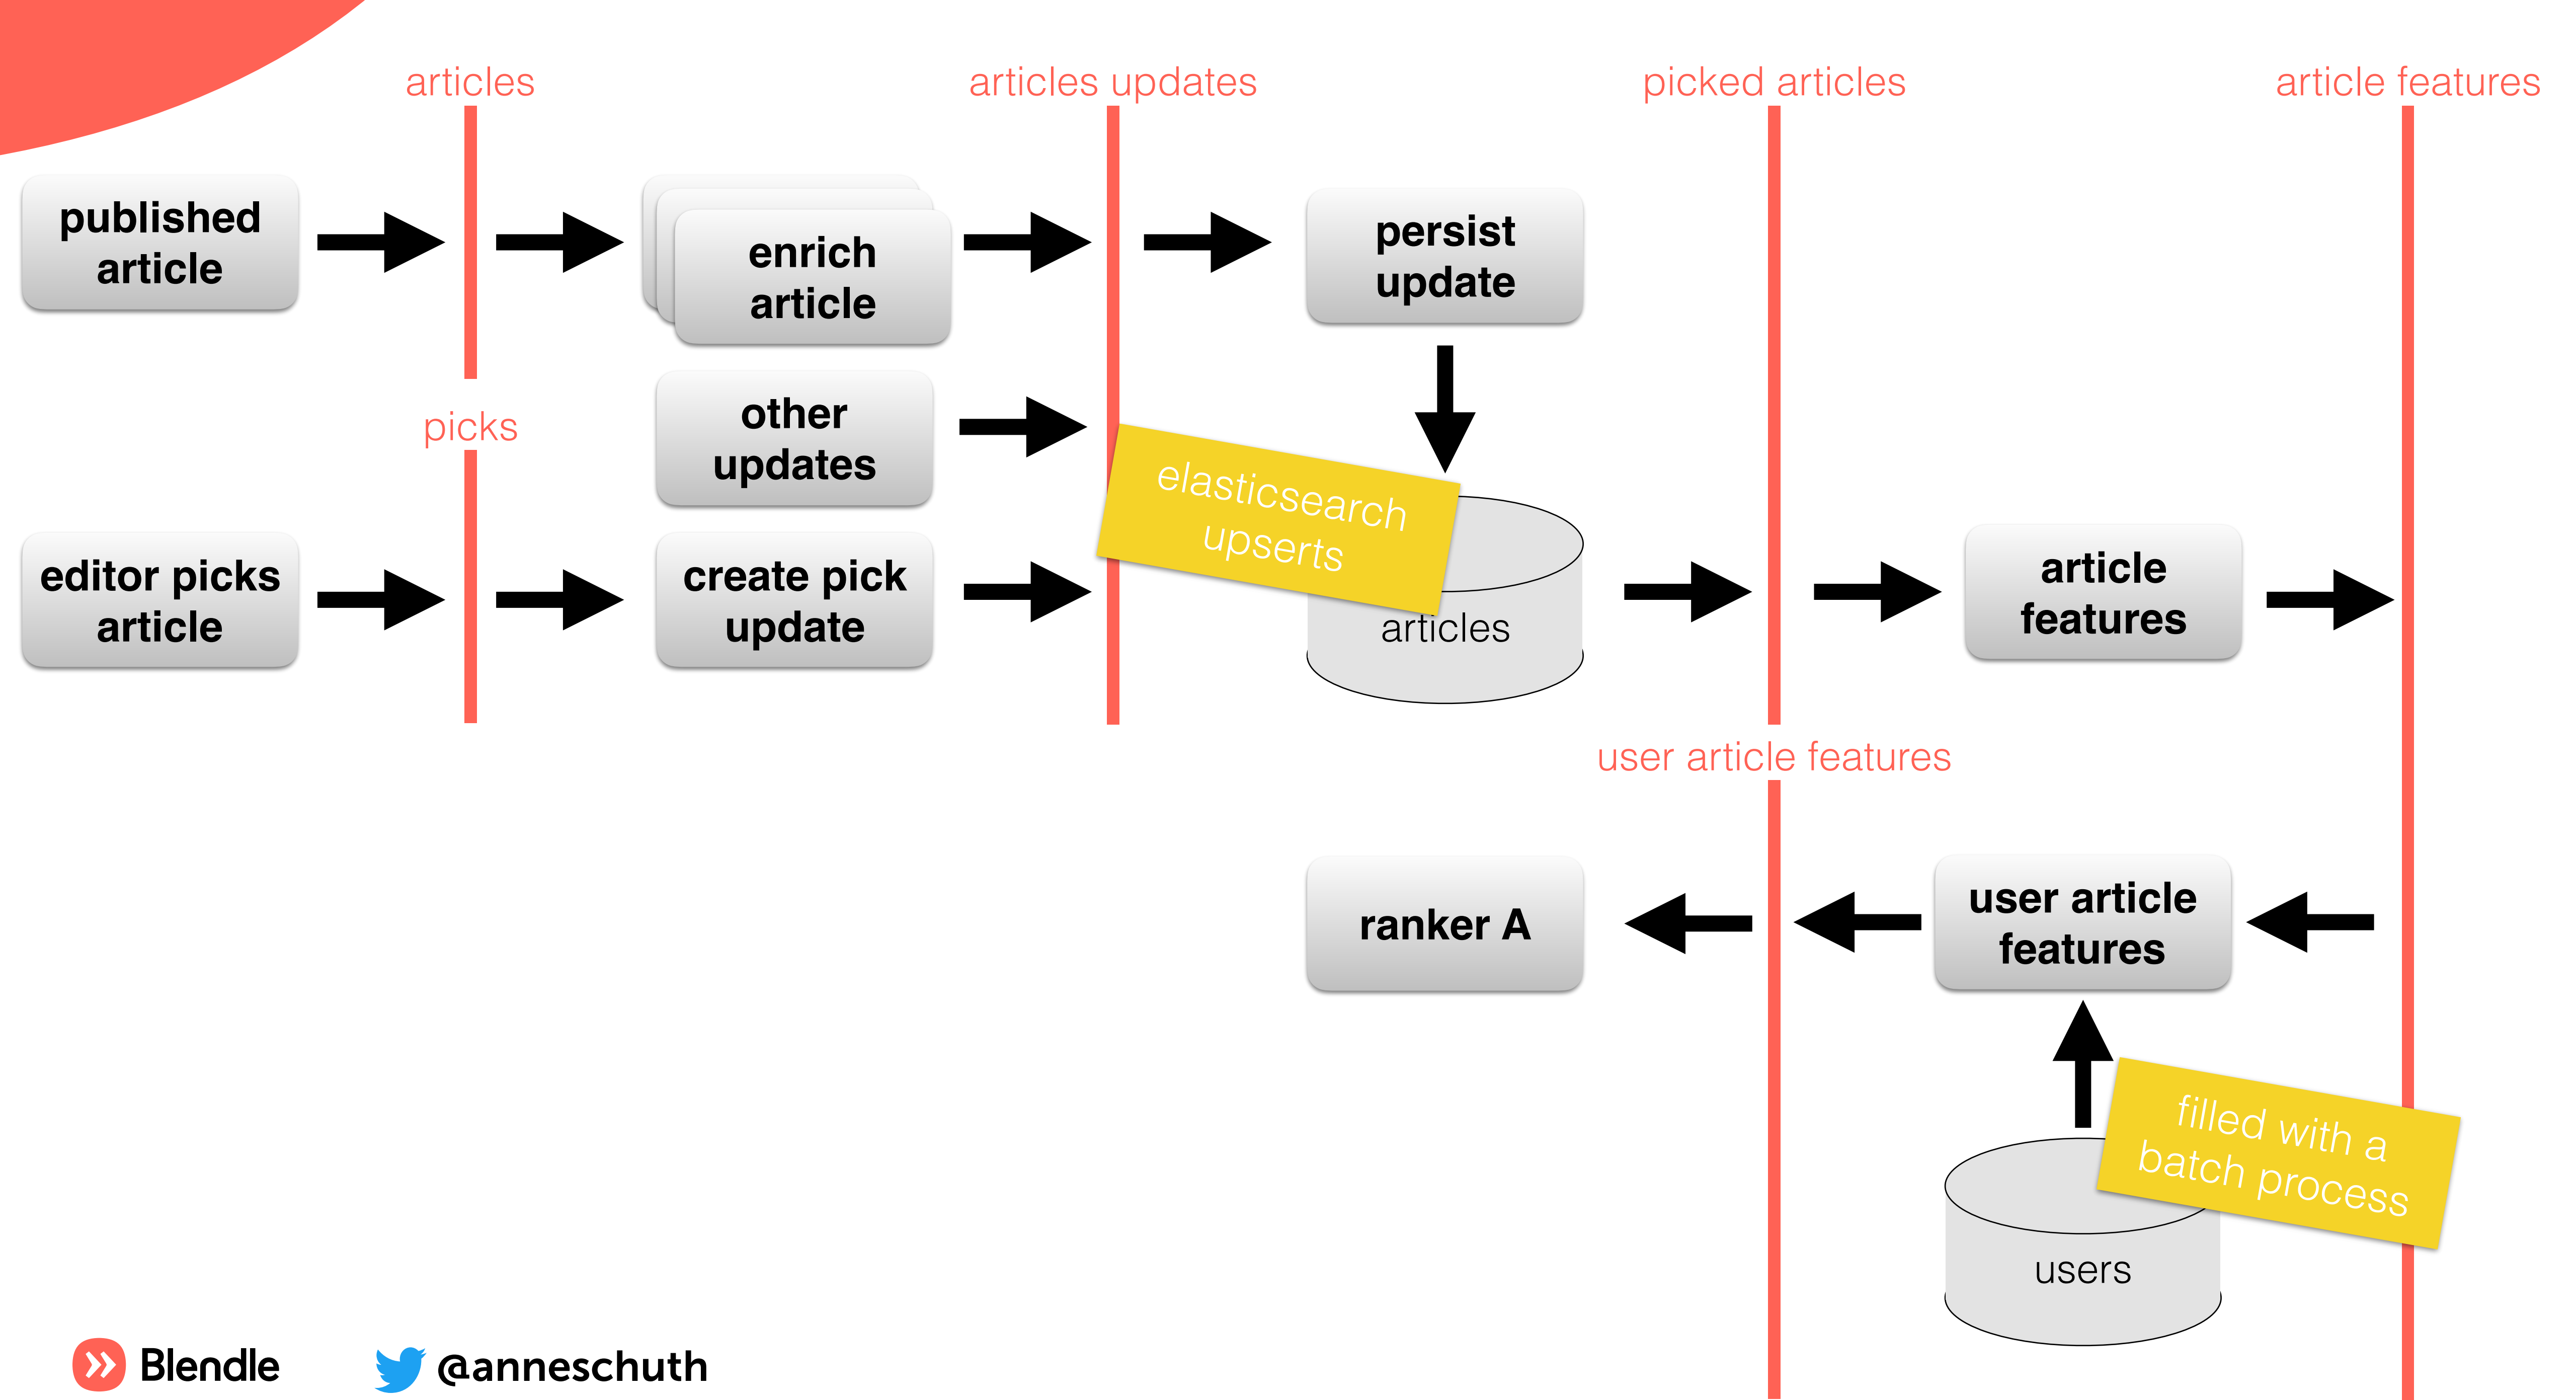 articles
articles updates
picked articles
article features
published
article
enrich
article
persist
update
other
updates
picks
elasticsearch
upserts
editor picks
article
create pick
update
articles
article
features
user article features
ranker A
user article
features
filled with a
batch process
users
Blendle
@anneschuth